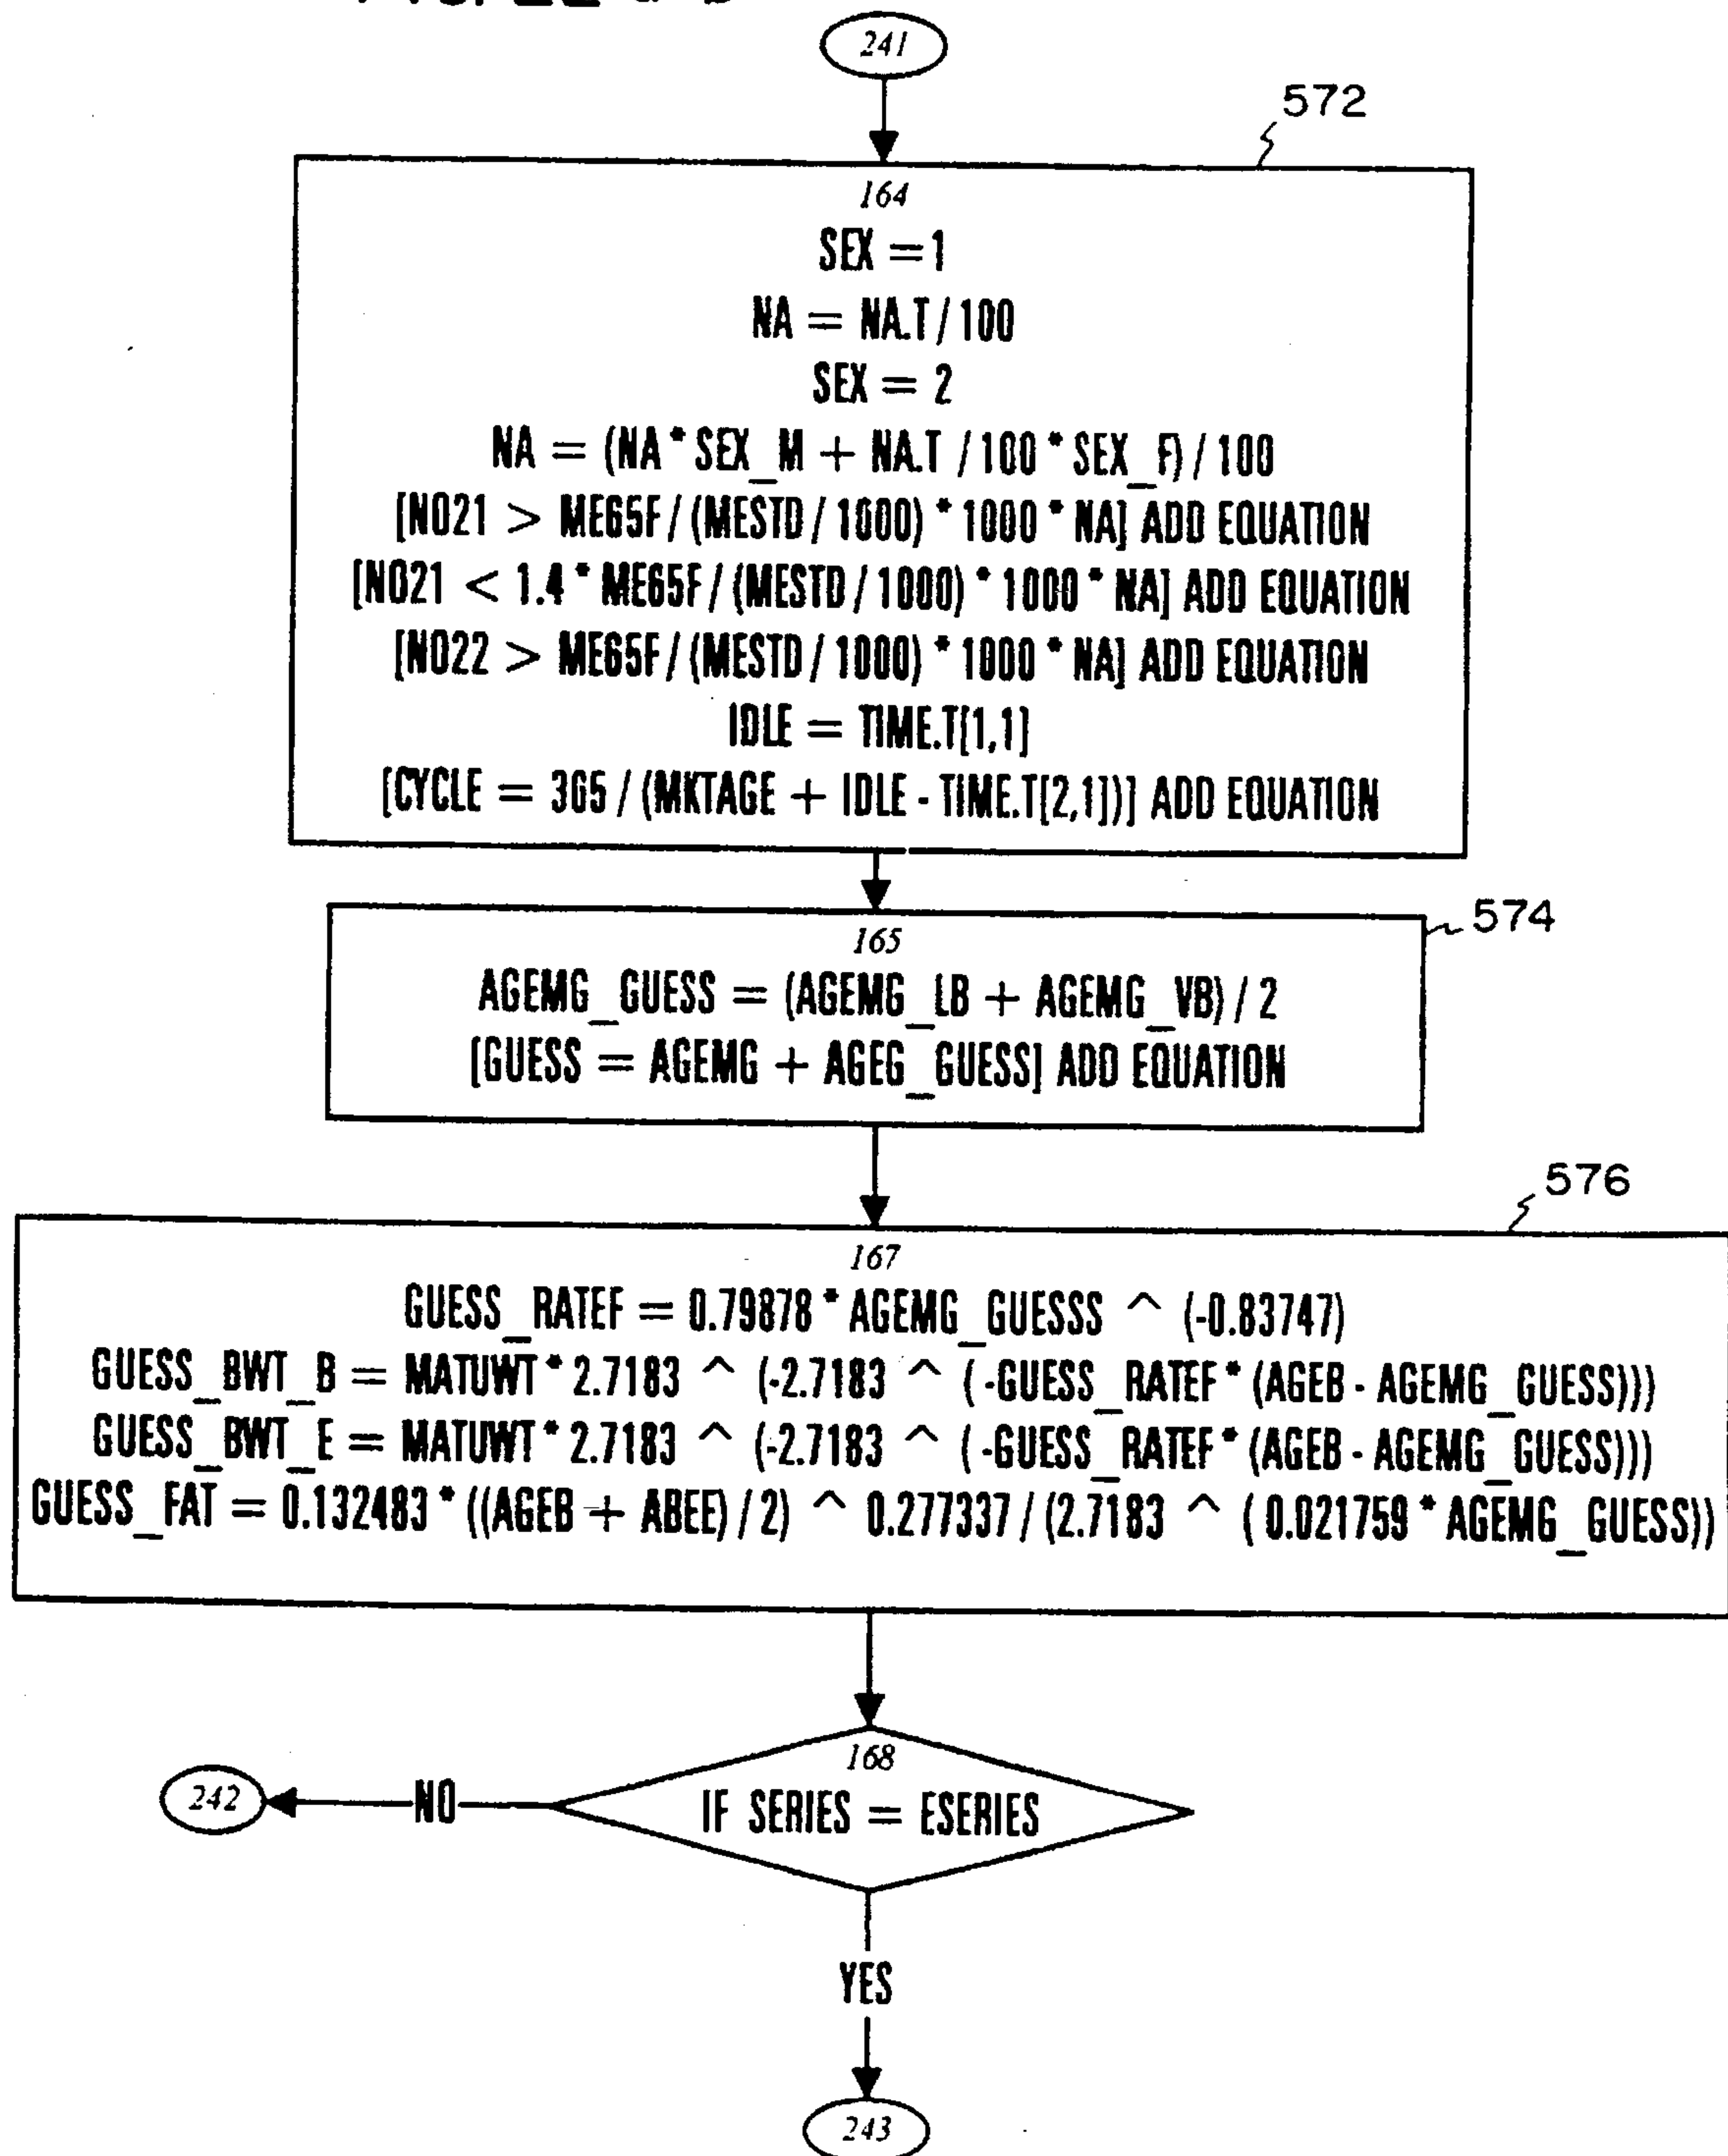 241
572
164
SEX = 1
NA = NA.T / 100
SEX = 2
NA = (NA * SEX_M + NA.T / 100 * SEX_F) / 100
[NO21 > ME65F / (MESTD / 1000) * 1000 * NA] ADD EQUATION
[NO21 < 1.4 * ME65F / (MESTD / 1000) * 1000 * NA] ADD EQUATION
[NO22 > ME65F / (MESTD / 1000) * 1000 * NA] ADD EQUATION
IDLE = TIME.T[1,1]
[CYCLE = 365 / (MKTAGE + IDLE - TIME.T[2,1])] ADD EQUATION
574
165
AGEMG_GUESS = (AGEMG_LB + AGEMG_VB) / 2
[GUESS = AGEMG + AGEG_GUESS] ADD EQUATION
576
167
GUESS_RATEF = 0.79878 * AGEMG_GUESSS ^ (-0.83747)
GUESS_BWT_B = MATUWT * 2.7183 ^ (-2.7183 ^ (-GUESS_RATEF * (AGEB - AGEMG_GUESS)))
GUESS_BWT_E = MATUWT * 2.7183 ^ (-2.7183 ^ (-GUESS_RATEF * (AGEB - AGEMG_GUESS)))
GUESS_FAT = 0.132483 * ((AGEB + ABEE) / 2) ^ 0.277337 / (2.7183 ^ (0.021759 * AGEMG_GUESS))
168
IF SERIES = ESERIES
NO
242
YES
243